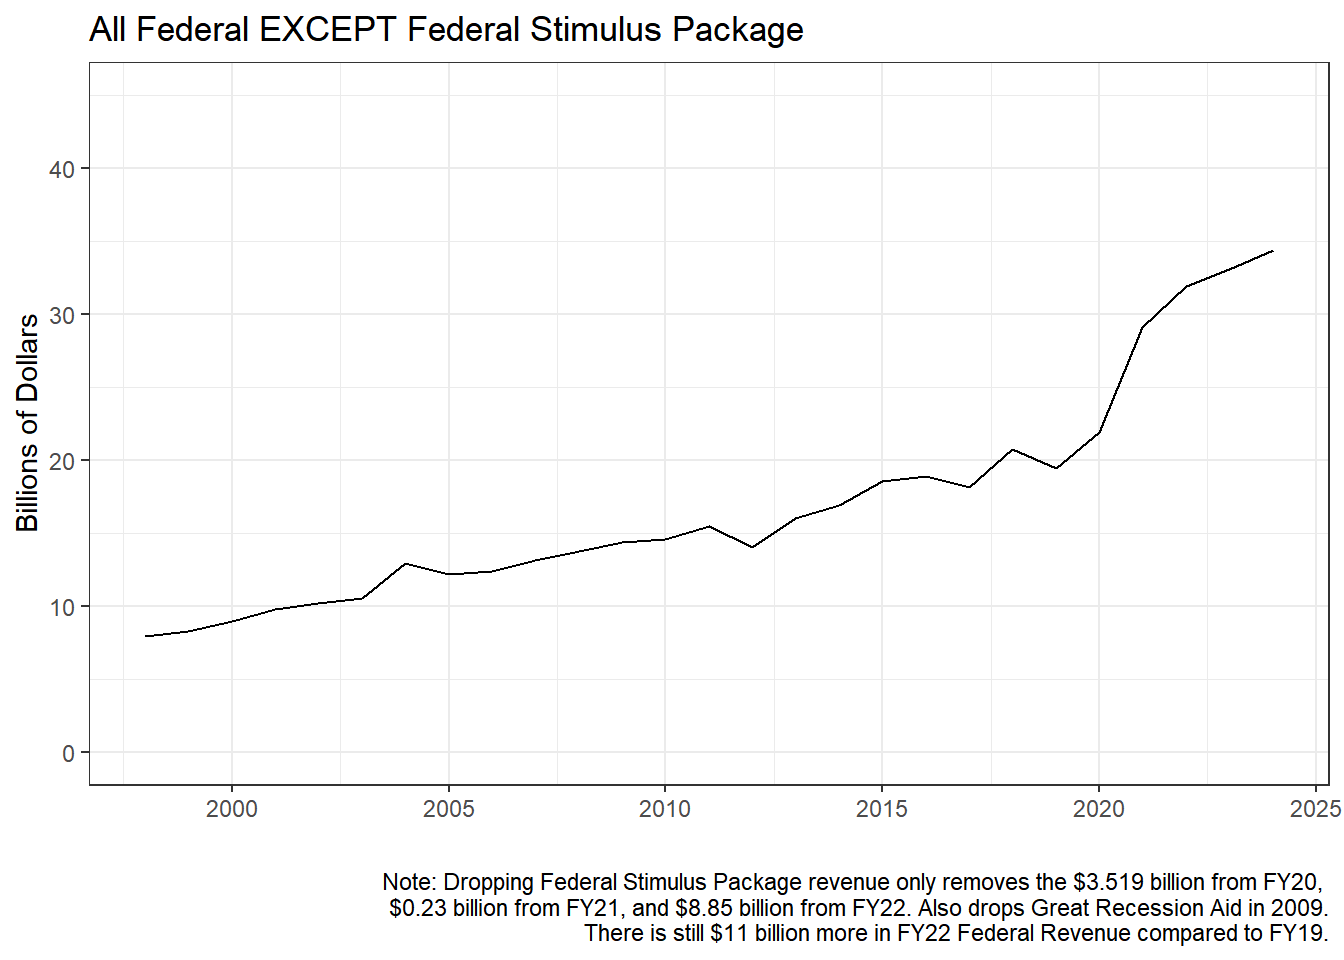 All Federal EXCEPT Federal Stimulus Package
Billions of Dollars
40
30
20
10
0
2000 2005 2010 2015 2020 2025
Note: Dropping Federal Stimulus Package revenue only removes the $3.519 billion from FY20,
$0.23 billion from FY21, and $8.85 billion from FY22. Also drops Great Recession Aid in 2009.
There is still $11 billion more in FY22 Federal Revenue compared to FY19.